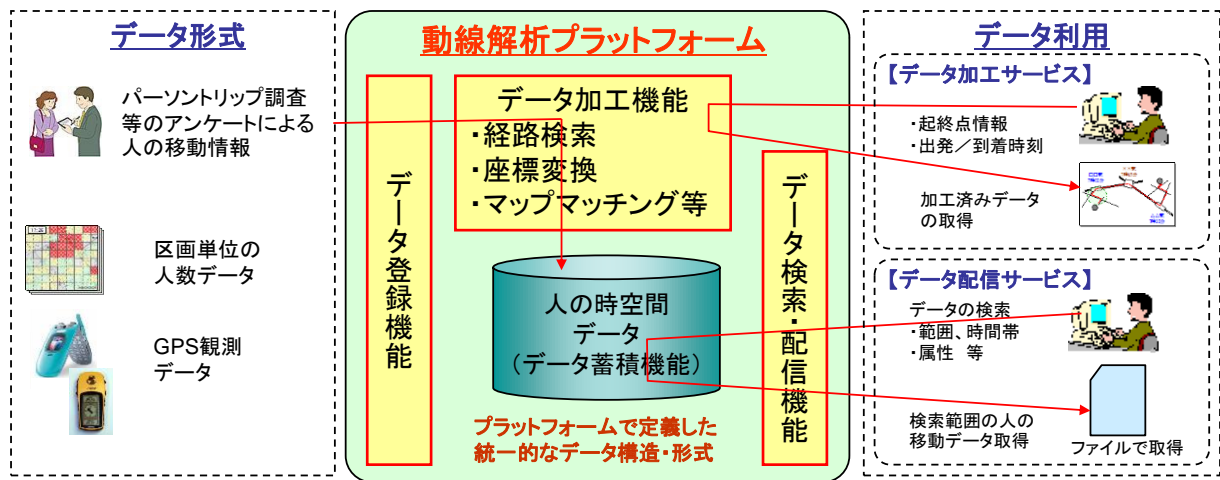 データ形式
パーソントリップ調査
等のアンケートによる
人の移動情報
区画単位の
人数データ
GPS観測
データ
動線解析プラットフォーム
データ登録機能
データ加工機能
・経路検索
・座標変換
・マップマッチング等
人の時空間
データ
(データ蓄積機能)
プラットフォームで定義した
統一的なデータ構造・形式
データ検索・配信機能
データ利用
【データ加工サービス】
・起終点情報
・出発/到着時刻
加工済みデータ
の取得
【データ配信サービス】
データの検索
・範囲、時間帯
・属性 等
検索範囲の人の
移動データ取得
ファイルで取得